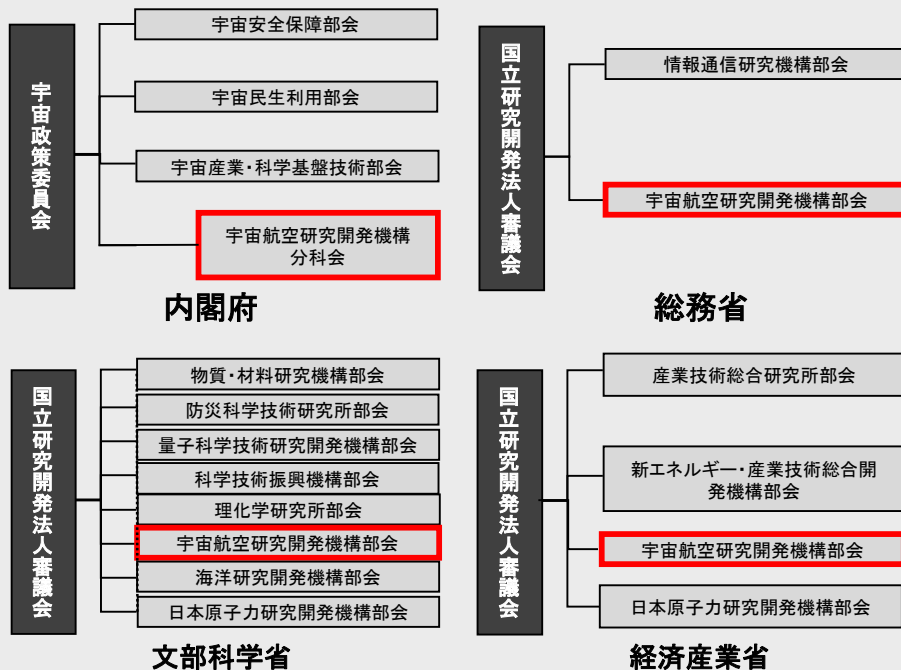 宇宙政策委員会
宇宙安全保障部会
宇宙民生利用部会
宇宙産業・科学基盤技術部会
宇宙航空研究開発機構
分科会
内閣府
国立研究開発法人審議会
情報通信研究機構部会
宇宙航空研究開発機構部会
総務省
国立研究開発法人審議会
物質・材料研究機構部会
防災科学技術研究所部会
量子科学技術研究開発機構部会
科学技術振興機構部会
理化学研究所部会
宇宙航空研究開発機構部会
海洋研究開発機構部会
日本原子力研究開発機構部会
文部科学省
国立研究開発法人審議会
産業技術総合研究所部会
新エネルギー・産業技術総合開
発機構部会
宇宙航空研究開発機構部会
日本原子力研究開発機構部会
経済産業省